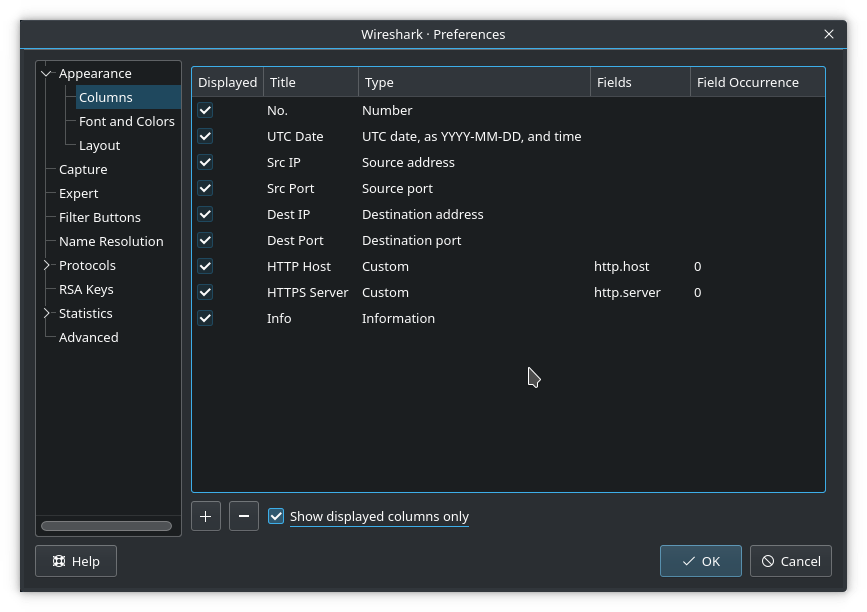 Wireshark · Preferences
Appearance
Columns
Font and Colors
Layout
Capture
Expert
Filter Buttons
Name Resolution
Protocols
RSA Keys
Statistics
Advanced
Displayed Title Type Fields Field Occurrence
No. Number
UTC Date UTC date, as YYYY-MM-DD, and time
Src IP Source address
Src Port Source port
Dest IP Destination address
Dest Port Destination port
HTTP Host Custom http.host 0
HTTPS Server Custom http.server 0
Info Information
Show displayed columns only
Help OK Cancel